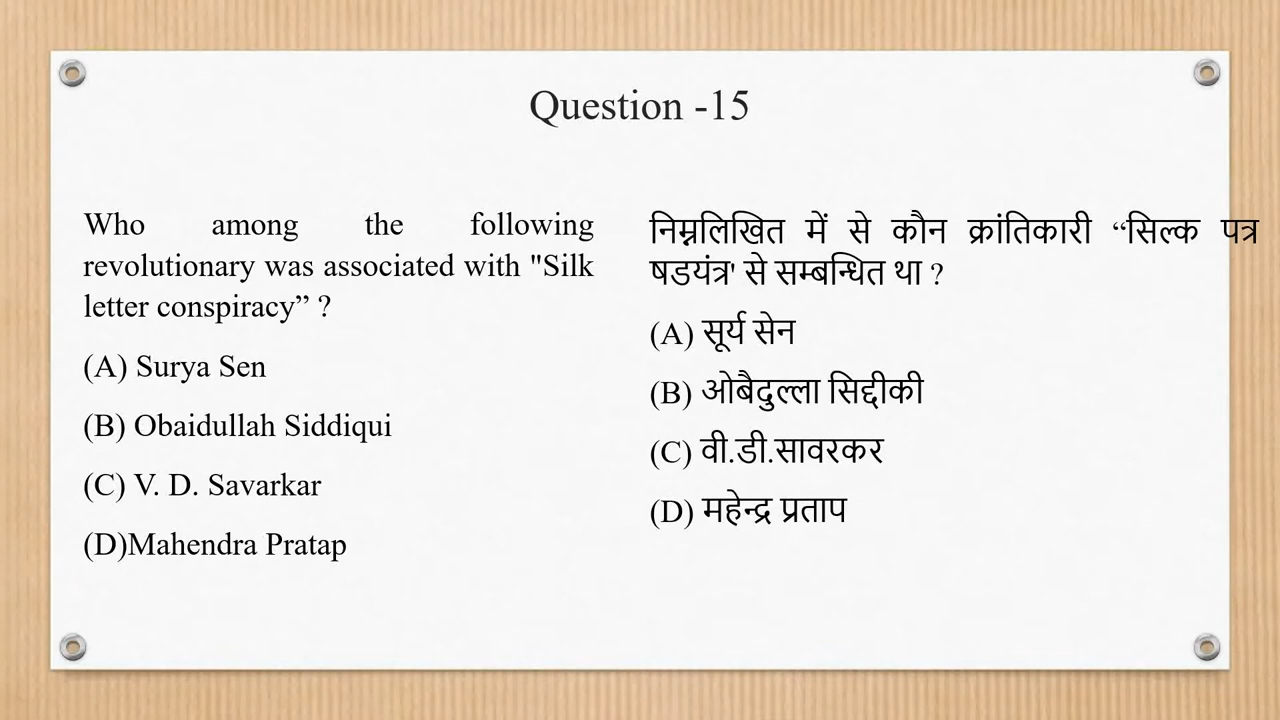 Question -15
Who among the following
revolutionary was associated with "Silk
letter conspiracy” ?
(A) Surya Sen
(B) Obaidullah Siddiqui
(C) V. D. Savarkar
(D)Mahendra Pratap
निम्नलिखित में से कौन क्रांतिकारी “सिल्क पत्र
षडयंत्र' से सम्बन्धित था ?
(A) सूर्य सेन
(B) ओबैदुल्ला सिद्दीकी
(C) वी.डी.सावरकर
(D) महेन्द्र प्रताप